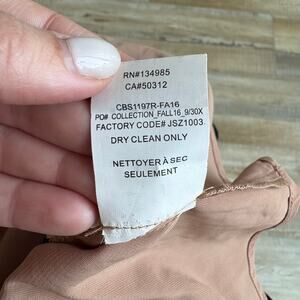 RN#134985
CA#50312
CBS1197R-FA16
PO# COLLECTION_FALL16_9/30X
FACTORY CODE# JSZ1003
DRY CLEAN ONLY
NETTOYER À SEC
SEULEMENT